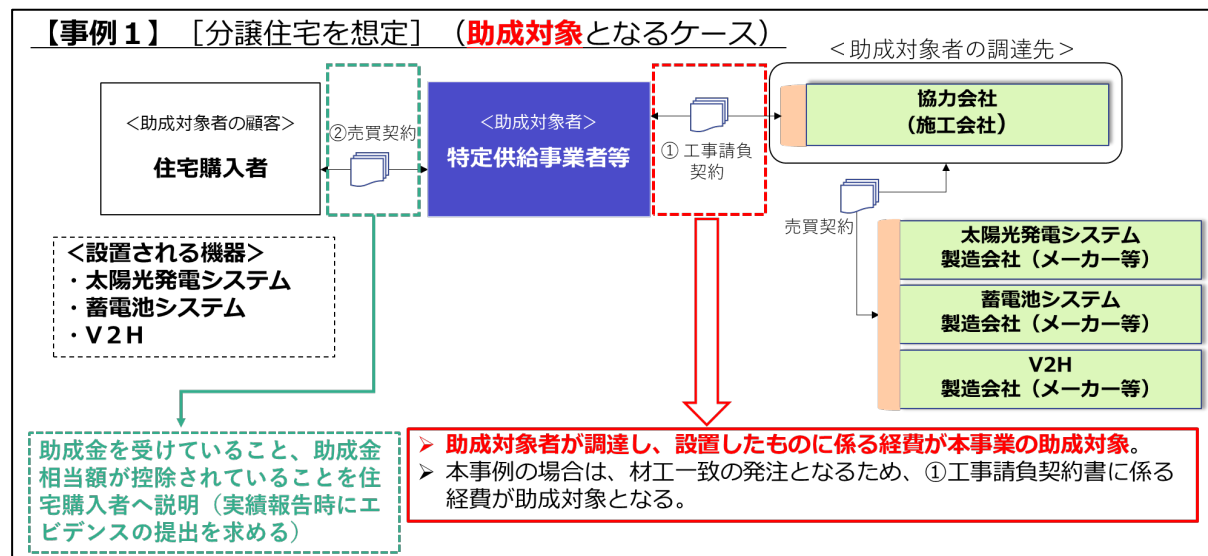 【事例１】［分譲住宅を想定］（助成対象となるケース）
＜助成対象者の調達先＞
＜助成対象者の顧客＞
住宅購入者
②売買契約
＜助成対象者＞
特定供給事業者等
① 工事請負
契約
協力会社
（施工会社）
売買契約
太陽光発電システム
製造会社（メーカー等）
蓄電池システム
製造会社（メーカー等）
V2H
製造会社（メーカー等）
＜設置される機器＞
・太陽光発電システム
・蓄電池システム
・Ｖ２Ｈ
助成金を受けていること、助成金
相当額が控除されていることを住
宅購入者へ説明（実績報告時にエ
ビデンスの提出を求める）
➢ 助成対象者が調達し、設置したものに係る経費が本事業の助成対象。
➢ 本事例の場合は、材工一致の発注となるため、①工事請負契約書に係る
経費が助成対象となる。